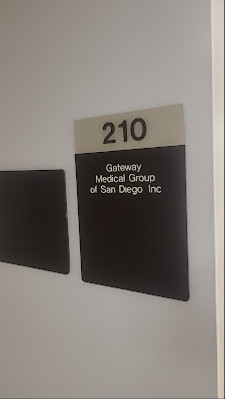 210
Gateway
Medical Group
of San Diego Inc